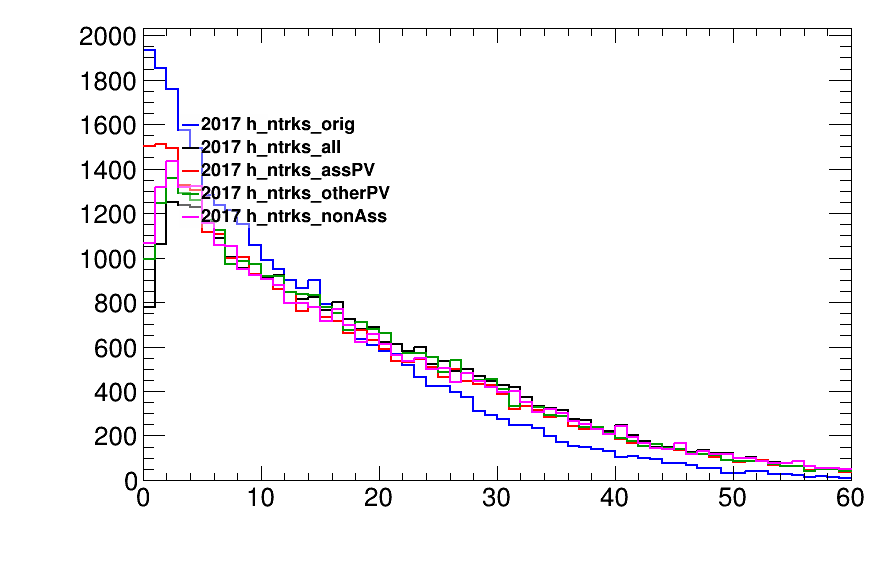 2000
1800
1600
1400
1200
1000
800
600
400
200
0
2017 h_ntrks_orig
2017 h_ntrks_all
2017 h_ntrks_assPV
2017 h_ntrks_otherPV
2017 h_ntrks_nonAss
0 10 20 30 40 50 60